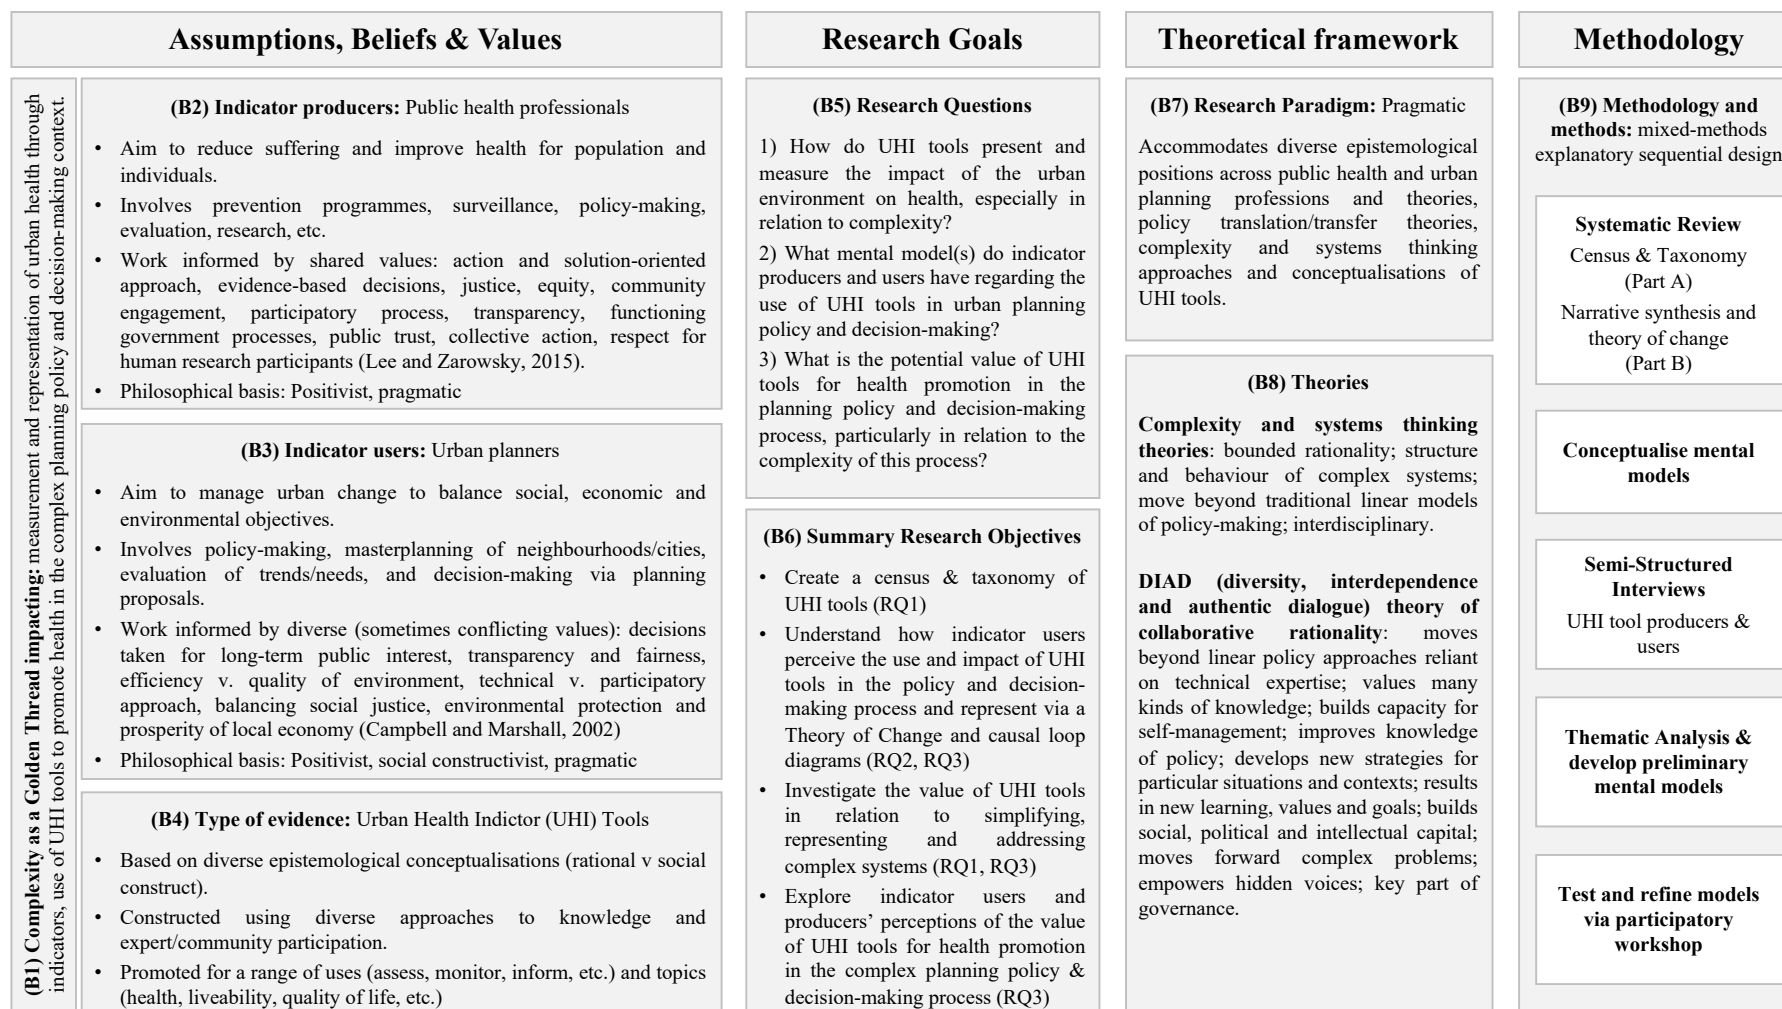 Assumptions, Beliefs & Values
(B1) Complexity as a Golden Thread impacting: measurement and representation of urban health through
indicators, use of UHI tools to promote health in the complex planning policy and decision-making context.
(B2) Indicator producers: Public health professionals
• Aim to reduce suffering and improve health for population and
individuals.
• Involves prevention programmes, surveillance, policy-making,
evaluation, research, etc.
• Work informed by shared values: action and solution-oriented
approach, evidence-based decisions, justice, equity, community
engagement, participatory process, transparency, functioning
government processes, public trust, collective action, respect for
human research participants (Lee and Zarowsky, 2015).
• Philosophical basis: Positivist, pragmatic
(B3) Indicator users: Urban planners
• Aim to manage urban change to balance social, economic and
environmental objectives.
• Involves policy-making, masterplanning of neighbourhoods/cities,
evaluation of trends/needs, and decision-making via planning
proposals.
• Work informed by diverse (sometimes conflicting values): decisions
taken for long-term public interest, transparency and fairness,
efficiency v. quality of environment, technical v. participatory
approach, balancing social justice, environmental protection and
prosperity of local economy (Campbell and Marshall, 2002)
• Philosophical basis: Positivist, social constructivist, pragmatic
(B4) Type of evidence: Urban Health Indictor (UHI) Tools
• Based on diverse epistemological conceptualisations (rational v social
construct).
• Constructed using diverse approaches to knowledge and
expert/community participation.
• Promoted for a range of uses (assess, monitor, inform, etc.) and topics
(health, liveability, quality of life, etc.)
Research Goals
(B5) Research Questions
1) How do UHI tools present and
measure the impact of the urban
environment on health, especially in
relation to complexity?
2) What mental model(s) do indicator
producers and users have regarding the
use of UHI tools in urban planning
policy and decision-making?
3) What is the potential value of UHI
tools for health promotion in the
planning policy and decision-making
process, particularly in relation to the
complexity of this process?
(B6) Summary Research Objectives
• Create a census & taxonomy of
UHI tools (RQ1)
• Understand how indicator users
perceive the use and impact of UHI
tools in the policy and decision-
making process and represent via a
Theory of Change and causal loop
diagrams (RQ2, RQ3)
• Investigate the value of UHI tools
in relation to simplifying,
representing and addressing
complex systems (RQ1, RQ3)
• Explore indicator users and
producers’ perceptions of the value
of UHI tools for health promotion
in the complex planning policy &
decision-making process (RQ3)
Theoretical framework
(B7) Research Paradigm: Pragmatic
Accommodates diverse epistemological
positions across public health and urban
planning professions and theories,
policy translation/transfer theories,
complexity and systems thinking
approaches and conceptualisations of
UHI tools.
(B8) Theories
Complexity and systems thinking
theories: bounded rationality; structure
and behaviour of complex systems;
move beyond traditional linear models
of policy-making; interdisciplinary.
DIAD (diversity, interdependence
and authentic dialogue) theory of
collaborative rationality: moves
beyond linear policy approaches reliant
on technical expertise; values many
kinds of knowledge; builds capacity for
self-management; improves knowledge
of policy; develops new strategies for
particular situations and contexts; results
in new learning, values and goals; builds
social, political and intellectual capital;
moves forward complex problems;
empowers hidden voices; key part of
governance.
Methodology
(B9) Methodology and
methods: mixed-methods
explanatory sequential design
Systematic Review
Census & Taxonomy
(Part A)
Narrative synthesis and
theory of change
(Part B)
Conceptualise mental
models
Semi-Structured
Interviews
UHI tool producers &
users
Thematic Analysis &
develop preliminary
mental models
Test and refine models
via participatory
workshop